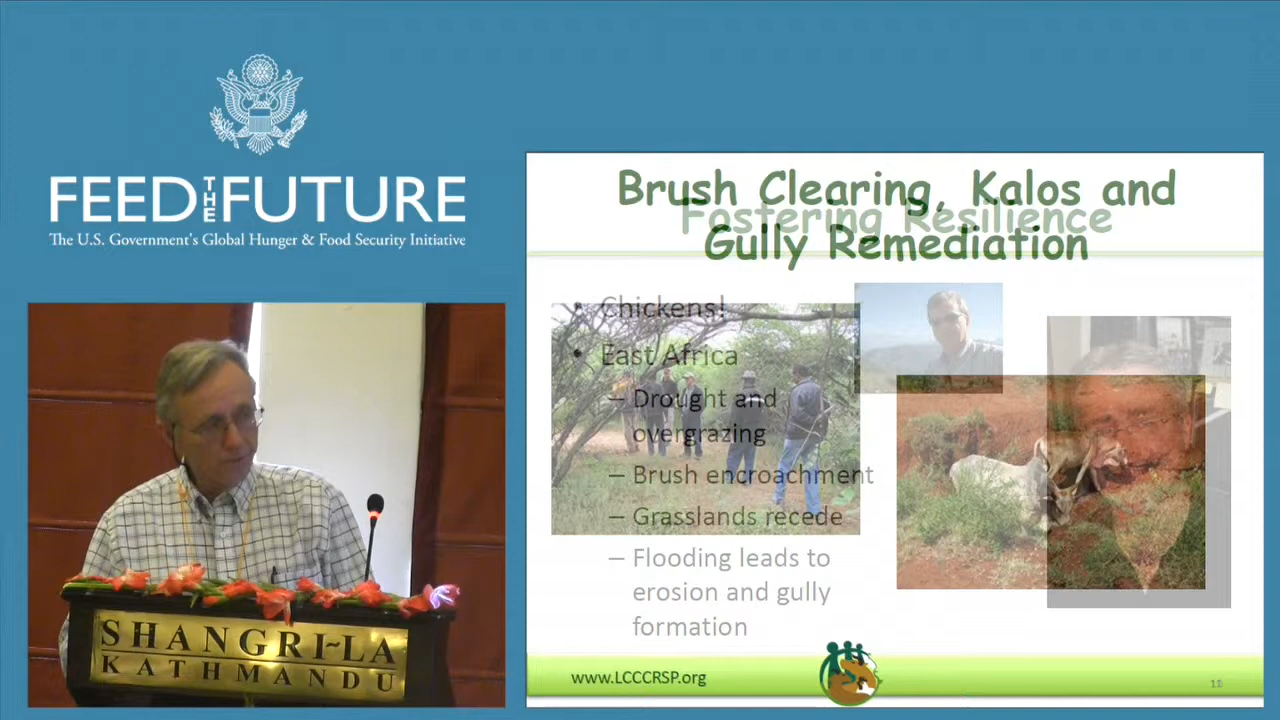 FEED THE FUTURE
The U.S. Government's Global Hunger & Food Security Initiative
Brush Clearing, Kalos and
Fostering Resilience
Gully Remediation
• Chickens!
• East Africa
– Drought and
overgrazing
– Brush encroachment
– Grasslands recede
– Flooding leads to
erosion and gully
formation
SHANGRI~LA
KATHMANDU
www.LCCCRSP.org